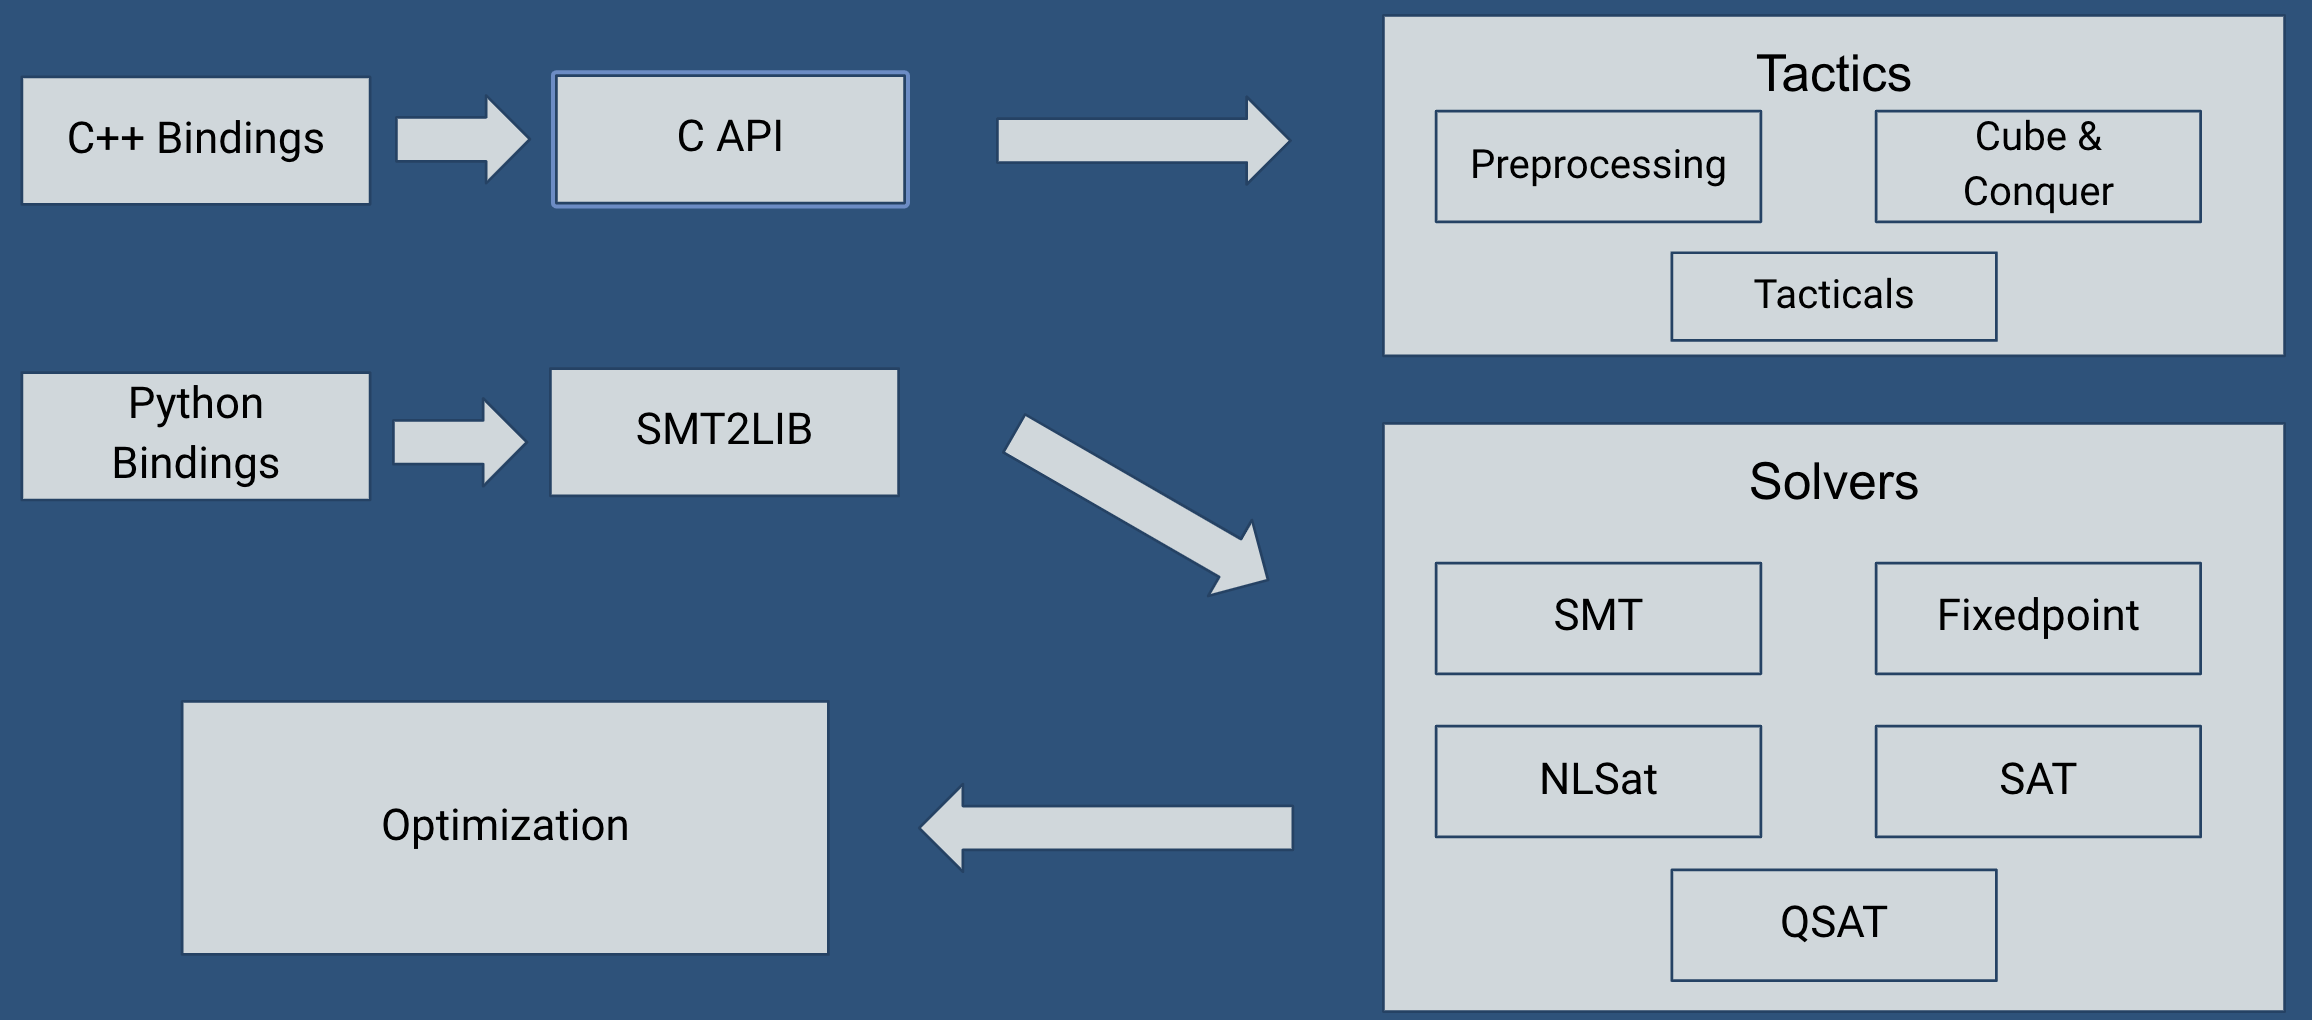 C++ Bindings
C API
Tactics
Preprocessing
Cube &
Conquer
Tacticals
Python
Bindings
SMT2LIB
Solvers
SMT
Fixedpoint
NLSat
SAT
QSAT
Optimization